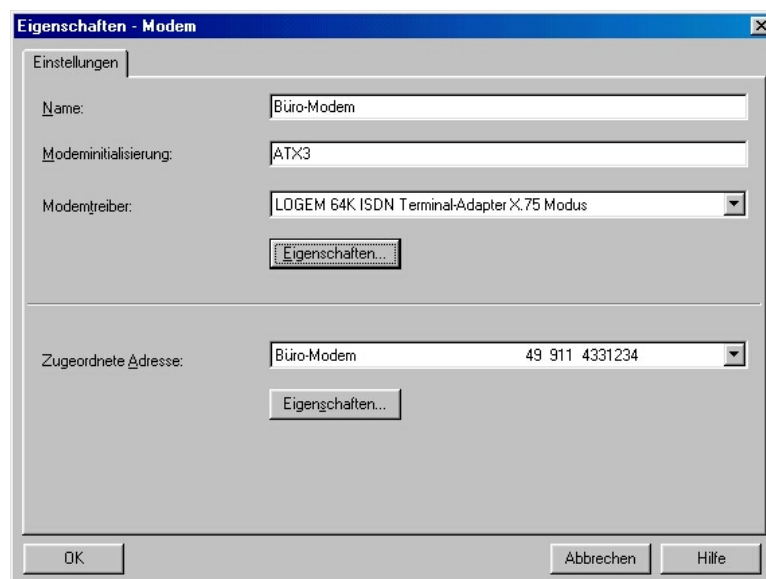 Eigenschaften - Modem
Einstellungen
Name: Büro-Modem
Modeminitialisierung: ATX3
Modemtreiber: LOGEM 64K ISDN Terminal-Adapter X.75 Modus
Eigenschaften...
Zugeordnete Adresse: Büro-Modem 49 911 4331234
Eigenschaften...
OK Abbrechen Hilfe